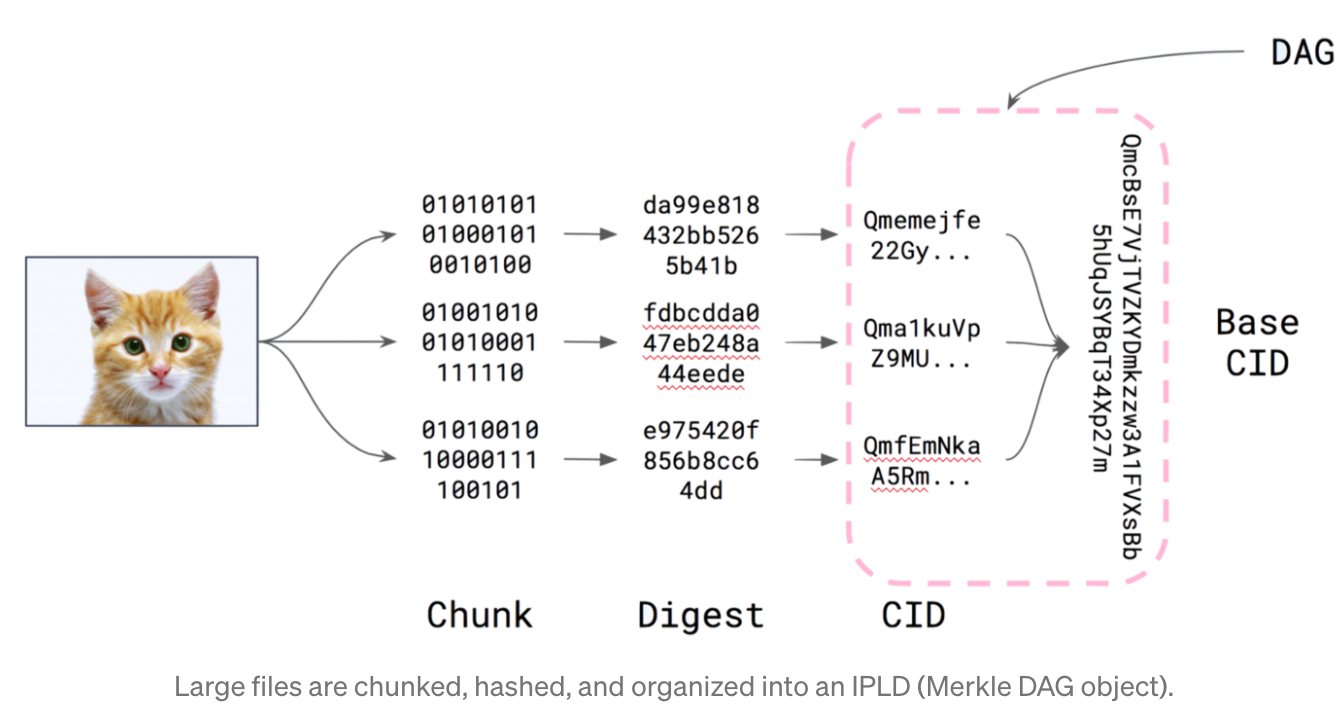 DAG
01010101
01000101
0010100
da99e818
432bb526
5b41b
Qmemejfe
22Gy...
01001010
01010001
111110
fdbcdda0
47eb248a
44eede
Qma1kuVp
Z9MU...
01010010
10000111
100101
e975420f
856b8cc6
4dd
QmfEmNka
A5Rm...
QmcBsE7VjTVZKYDmkzzw3A1FVXsBb
5hUqJSYBqT34Xp27m
Base
CID
Chunk
Digest
CID
Large files are chunked, hashed, and organized into an IPLD (Merkle DAG object).